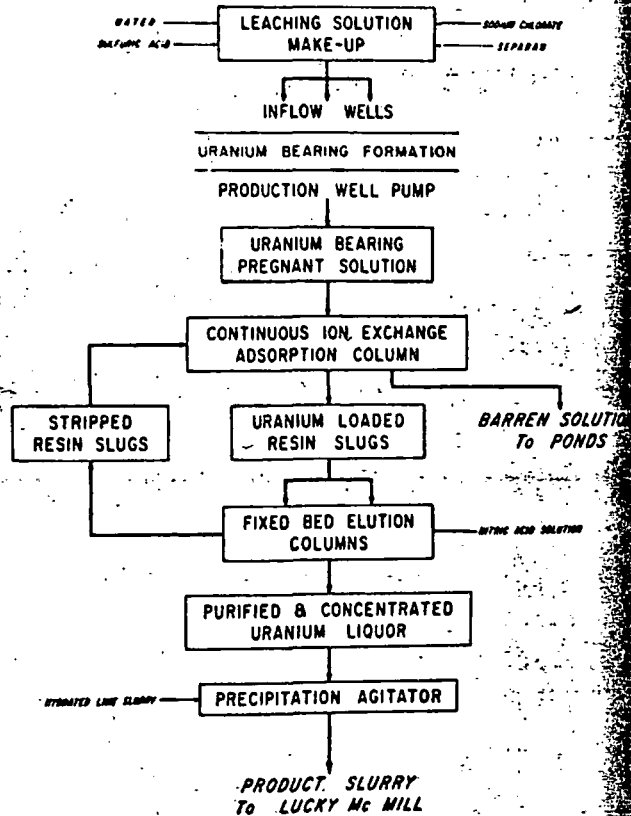 WATER
SULFURIC ACID
LEACHING SOLUTION
MAKE-UP
SODIUM CHLORATE
SEPARAN
INFLOW WELLS
URANIUM BEARING FORMATION
PRODUCTION WELL PUMP
URANIUM BEARING
PREGNANT SOLUTION
CONTINUOUS ION EXCHANGE
ADSORPTION COLUMN
STRIPPED
RESIN SLUGS
URANIUM LOADED
RESIN SLUGS
BARREN SOLUTIO
To PONDS
FIXED BED ELUTION
COLUMNS
NITRIC ACID SOLUTION
PURIFIED & CONCENTRATED
URANIUM LIQUOR
HYDRATED LIME SLURRY
PRECIPITATION AGITATOR
PRODUCT SLURRY
To LUCKY Mc MILL